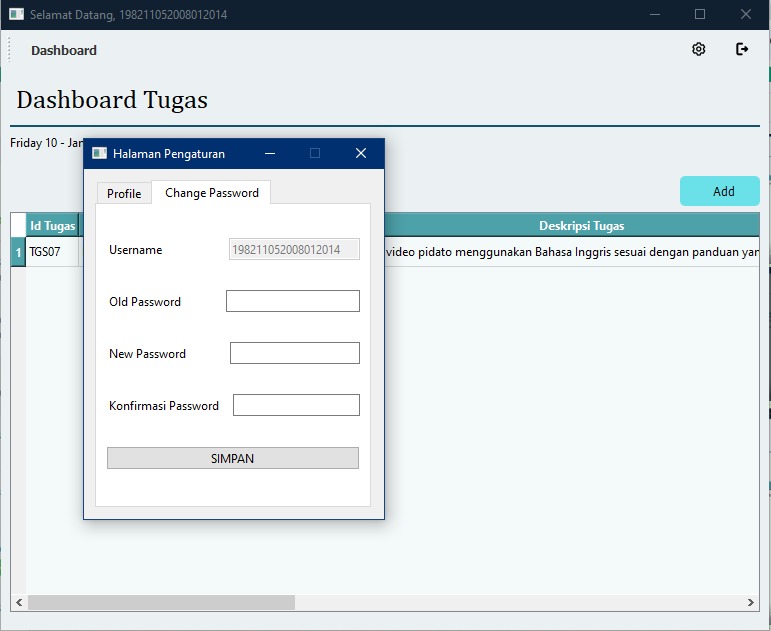 Selamat Datang, 198211052008012014
Dashboard
Dashboard Tugas
Friday 10 - Jan
Halaman Pengaturan
Profile
Change Password
Add
Id Tugas
Deskripsi Tugas
1
TGS07
video pidato menggunakan Bahasa Inggris sesuai dengan panduan yan
Username
198211052008012014
Old Password
New Password
Konfirmasi Password
SIMPAN